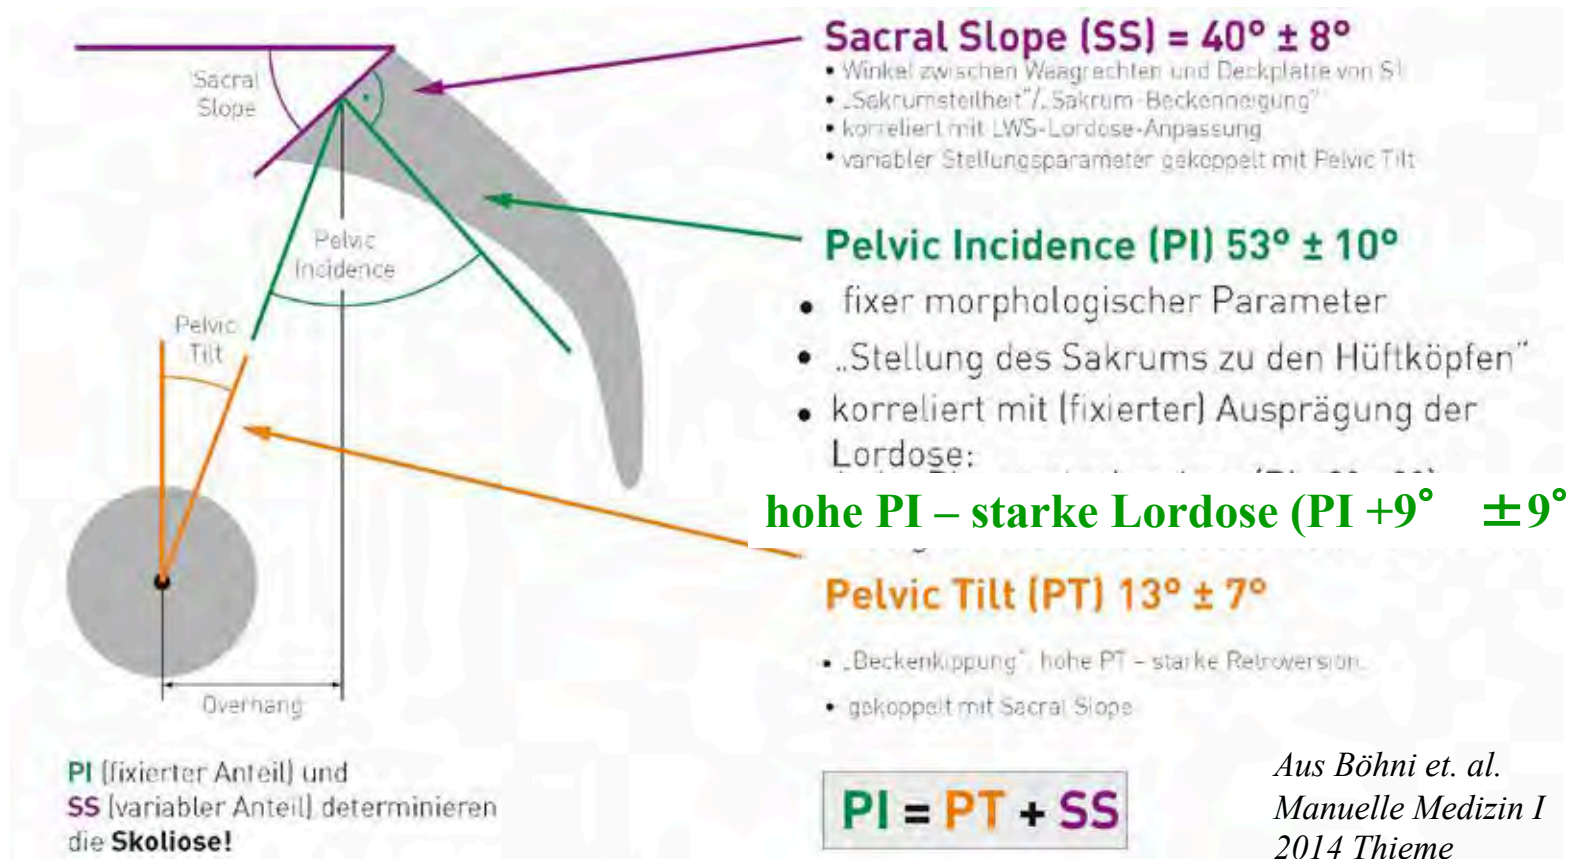 Sacral
Slope
Pelvic
Incidence
Pelvic
Tilt
Overhang
PI (fixierter Anteil) und
SS (variabler Anteil) determinieren
die Skoliose!
Sacral Slope (SS) = 40° ± 8°
• Winkel zwischen Waagrechten und Deckplatte von S1
• „Sakrumsteilheit"/„Sakrum-Beckenneigung"
• korreliert mit LWS-Lordose-Anpassung
• variabler Stellungsparameter gekoppelt mit Pelvic Tilt
Pelvic Incidence (PI) 53° ± 10°
• fixer morphologischer Parameter
• „Stellung des Sakrums zu den Hüftköpfen"
• korreliert mit (fixierter) Ausprägung der
Lordose:
hohe PI – starke Lordose (PI +9° ±9°
Pelvic Tilt (PT) 13° ± 7°
• „Beckenkippung", hohe PT – starke Retroversion
• gekoppelt mit Sacral Slope
PI = PT + SS
Aus Böhni et. al.
Manuelle Medizin I
2014 Thieme